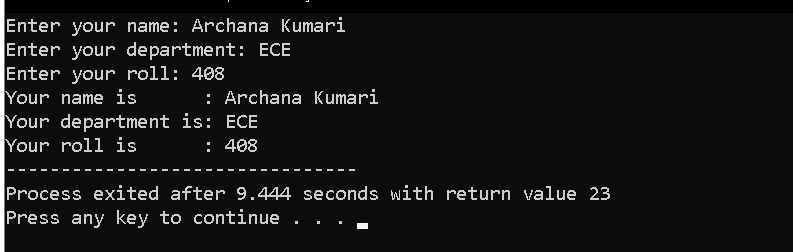 Enter your name: Archana Kumari
Enter your department: ECE
Enter your roll: 408
Your name is      : Archana Kumari
Your department is: ECE
Your roll is      : 408
--------------------------------
Process exited after 9.444 seconds with return value 23
Press any key to continue . . .